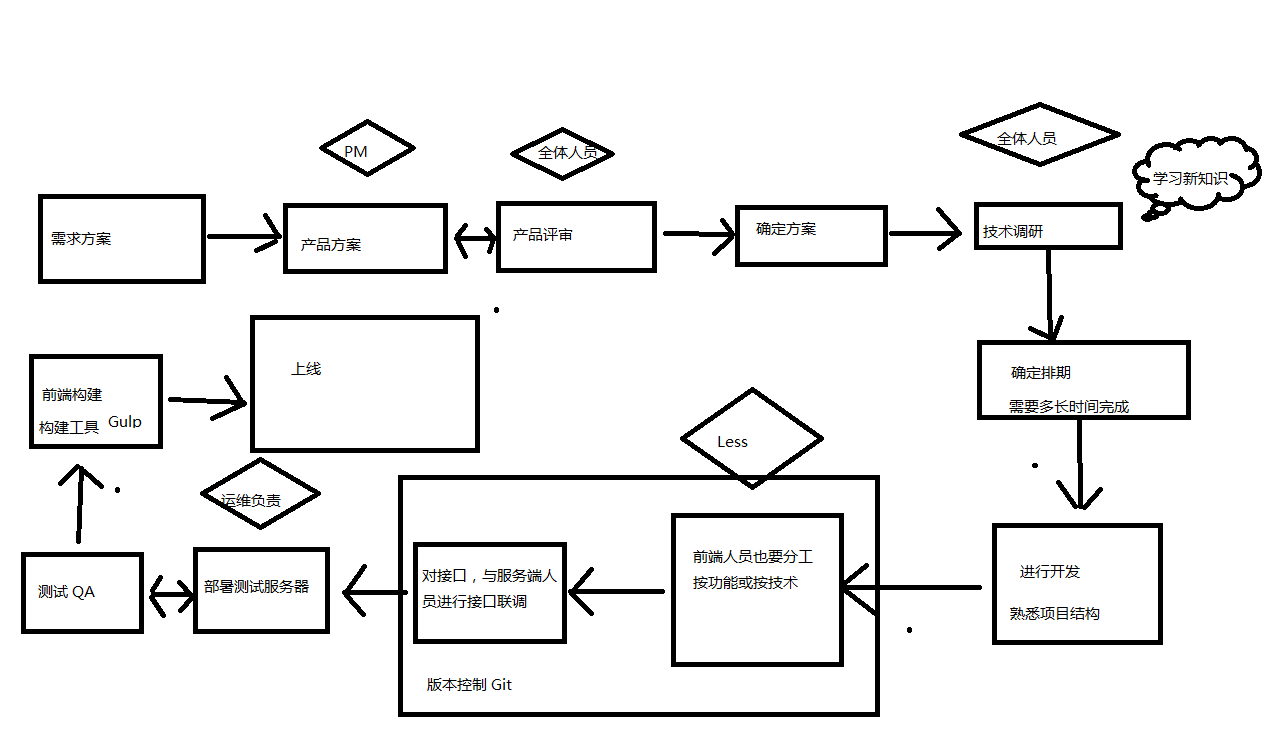 PM
全体人员
全体人员
学习新知识
需求方案
产品方案
产品评审
确定方案
技术调研
上线
确定排期
需要多长时间完成
前端构建
构建工具 Gulp
Less
运维负责
测试 QA
部暑测试服务器
对接口，与服务端人
员进行接口联调
前端人员也要分工
按功能或按技术
进行开发
熟悉项目结构
版本控制 Git